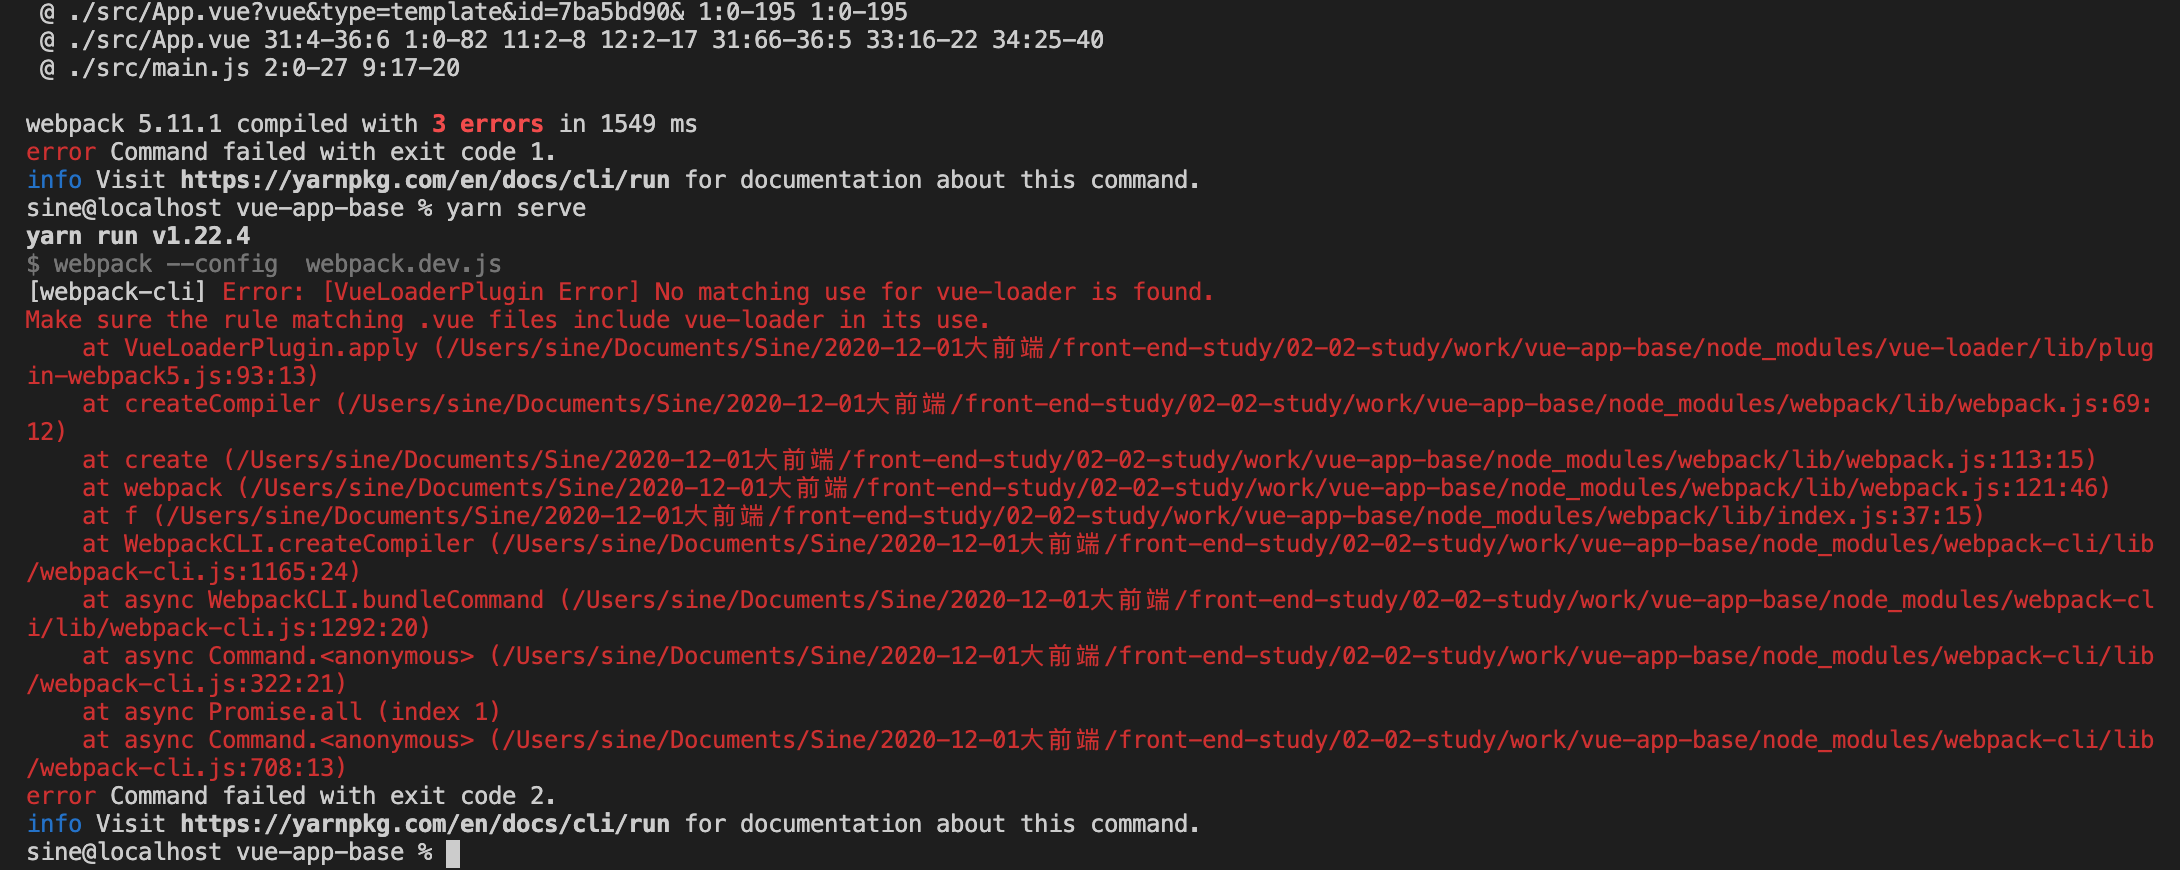 @ ./src/App.vue?vue&type=template&id=7ba5bd90& 1:0-195 1:0-195
@ ./src/App.vue 31:4-36:6 1:0-82 11:2-8 12:2-17 31:66-36:5 33:16-22 34:25-40
@ ./src/main.js 2:0-27 9:17-20
webpack 5.11.1 compiled with 3 errors in 1549 ms
error Command failed with exit code 1.
info Visit https://yarnpkg.com/en/docs/cli/run for documentation about this command.
sine@localhost vue-app-base % yarn serve
yarn run v1.22.4
$ webpack --config  webpack.dev.js
[webpack-cli] Error: [VueLoaderPlugin Error] No matching use for vue-loader is found.
Make sure the rule matching .vue files include vue-loader in its use.
    at VueLoaderPlugin.apply (/Users/sine/Documents/Sine/2020-12-01大前端/front-end-study/02-02-study/work/vue-app-base/node_modules/vue-loader/lib/plug
in-webpack5.js:93:13)
    at createCompiler (/Users/sine/Documents/Sine/2020-12-01大前端/front-end-study/02-02-study/work/vue-app-base/node_modules/webpack/lib/webpack.js:69:
12)
    at create (/Users/sine/Documents/Sine/2020-12-01大前端/front-end-study/02-02-study/work/vue-app-base/node_modules/webpack/lib/webpack.js:113:15)
    at webpack (/Users/sine/Documents/Sine/2020-12-01大前端/front-end-study/02-02-study/work/vue-app-base/node_modules/webpack/lib/webpack.js:121:46)
    at f (/Users/sine/Documents/Sine/2020-12-01大前端/front-end-study/02-02-study/work/vue-app-base/node_modules/webpack/lib/index.js:37:15)
    at WebpackCLI.createCompiler (/Users/sine/Documents/Sine/2020-12-01大前端/front-end-study/02-02-study/work/vue-app-base/node_modules/webpack-cli/lib
/webpack-cli.js:1165:24)
    at async WebpackCLI.bundleCommand (/Users/sine/Documents/Sine/2020-12-01大前端/front-end-study/02-02-study/work/vue-app-base/node_modules/webpack-cl
i/lib/webpack-cli.js:1292:20)
    at async Command.<anonymous> (/Users/sine/Documents/Sine/2020-12-01大前端/front-end-study/02-02-study/work/vue-app-base/node_modules/webpack-cli/lib
/webpack-cli.js:322:21)
    at async Promise.all (index 1)
    at async Command.<anonymous> (/Users/sine/Documents/Sine/2020-12-01大前端/front-end-study/02-02-study/work/vue-app-base/node_modules/webpack-cli/lib
/webpack-cli.js:708:13)
error Command failed with exit code 2.
info Visit https://yarnpkg.com/en/docs/cli/run for documentation about this command.
sine@localhost vue-app-base %